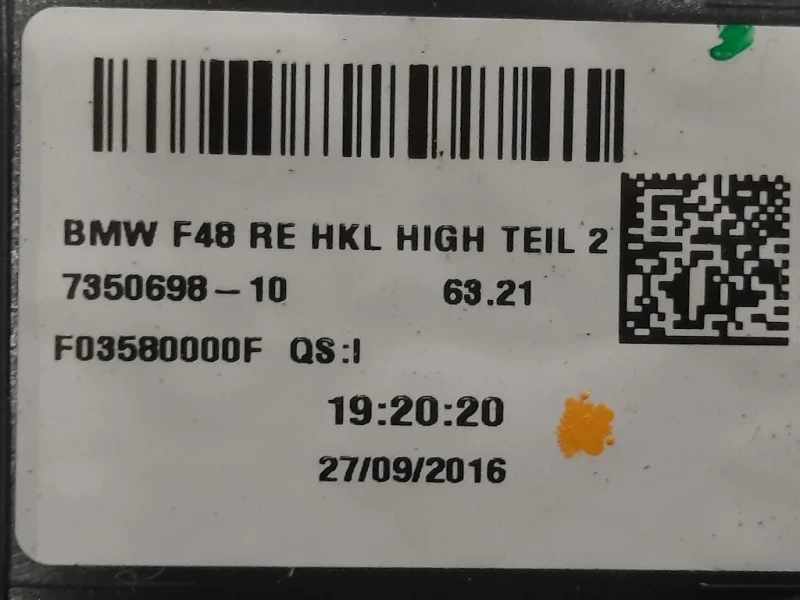 BMW F48 RE HKL HIGH TEIL 2
7350698-10 63.21
F03580000F QS:I
19:20:20
27/09/2016